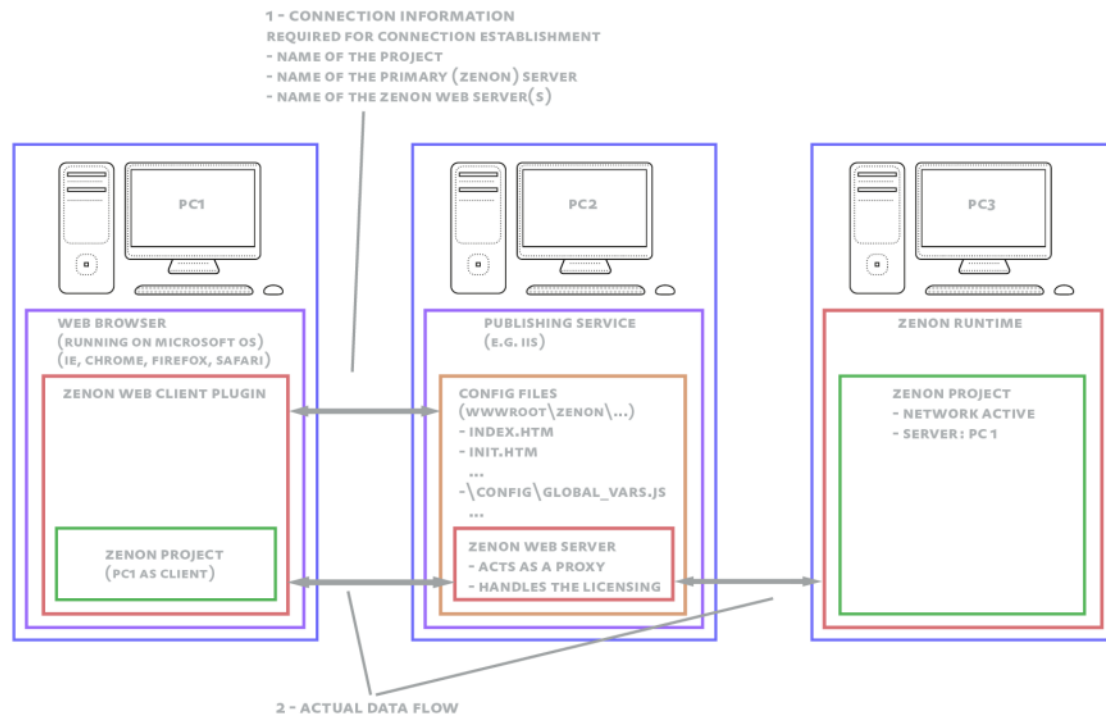 1 - CONNECTION INFORMATION
REQUIRED FOR CONNECTION ESTABLISHMENT
- NAME OF THE PROJECT
- NAME OF THE PRIMARY (ZENON) SERVER
- NAME OF THE ZENON WEB SERVER(S)
PC1
PC2
PC3
WEB BROWSER
(RUNNING ON MICROSOFT OS)
(IE, CHROME, FIREFOX, SAFARI)
ZENON WEB CLIENT PLUGIN
ZENON PROJECT
(PC1 AS CLIENT)
PUBLISHING SERVICE
(E.G. IIS)
CONFIG FILES
(WWWROOT\ZENON\...)
- INDEX.HTM
- INIT.HTM
...
-\CONFIG\GLOBAL_VARS.JS
...
ZENON WEB SERVER
- ACTS AS A PROXY
- HANDLES THE LICENSING
ZENON RUNTIME
ZENON PROJECT
- NETWORK ACTIVE
- SERVER: PC 1
2 - ACTUAL DATA FLOW